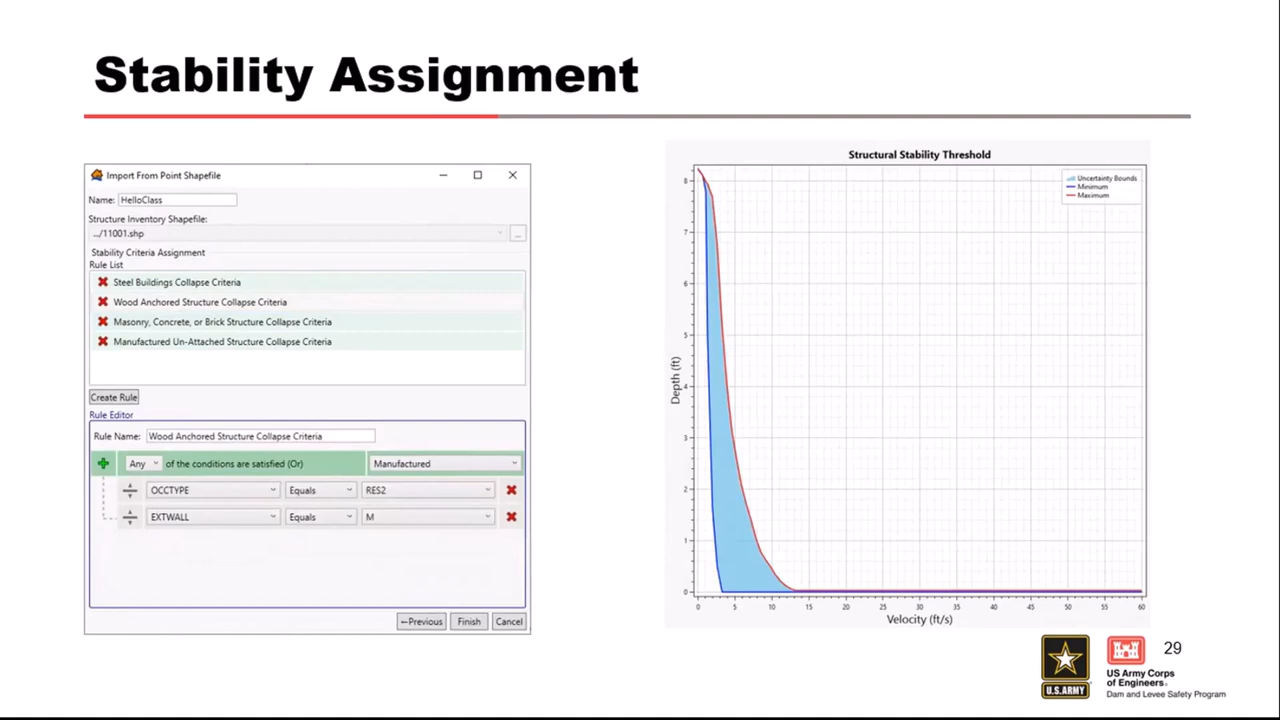 Stability Assignment
Import From Point Shapefile
Name: HelloClass
Structure Inventory Shapefile:
.../11001.shp
...
Stability Criteria Assignment
Rule List
Steel Buildings Collapse Criteria
Wood Anchored Structure Collapse Criteria
Masonry, Concrete, or Brick Structure Collapse Criteria
Manufactured Un-Attached Structure Collapse Criteria
Create Rule
Rule Editor
Rule Name: Wood Anchored Structure Collapse Criteria
Any of the conditions are satisfied (Or) Manufactured
OCCTYPE Equals RES2
EXTWALL Equals M
←Previous Finish Cancel
Structural Stability Threshold
Uncertainty Bounds
Minimum
Maximum
Depth (ft)
8
7
6
5
4
3
2
1
0
0 5 10 15 20 25 30 35 40 45 50 55 60
Velocity (ft/s)
29
U.S.ARMY
US Army Corps
of Engineers®
Dam and Levee Safety Program